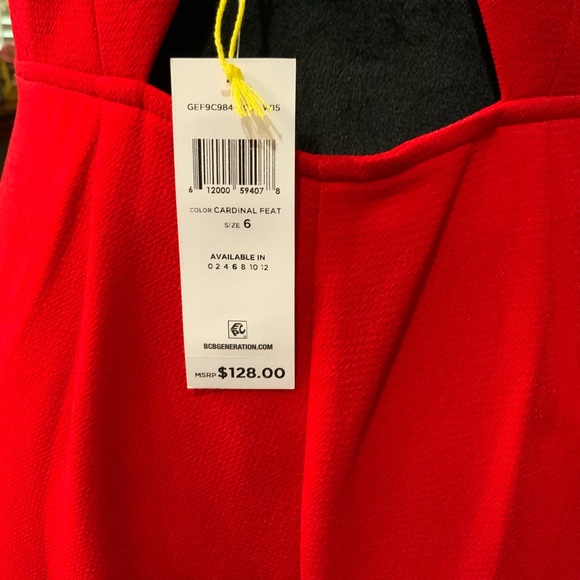 GEF9C984
6 12000 59407 8
COLOR CARDINAL FEAT
SIZE 6
AVAILABLE IN
0 2 4 6 8 10 12
BCBGENERATION.COM
MSRP $128.00